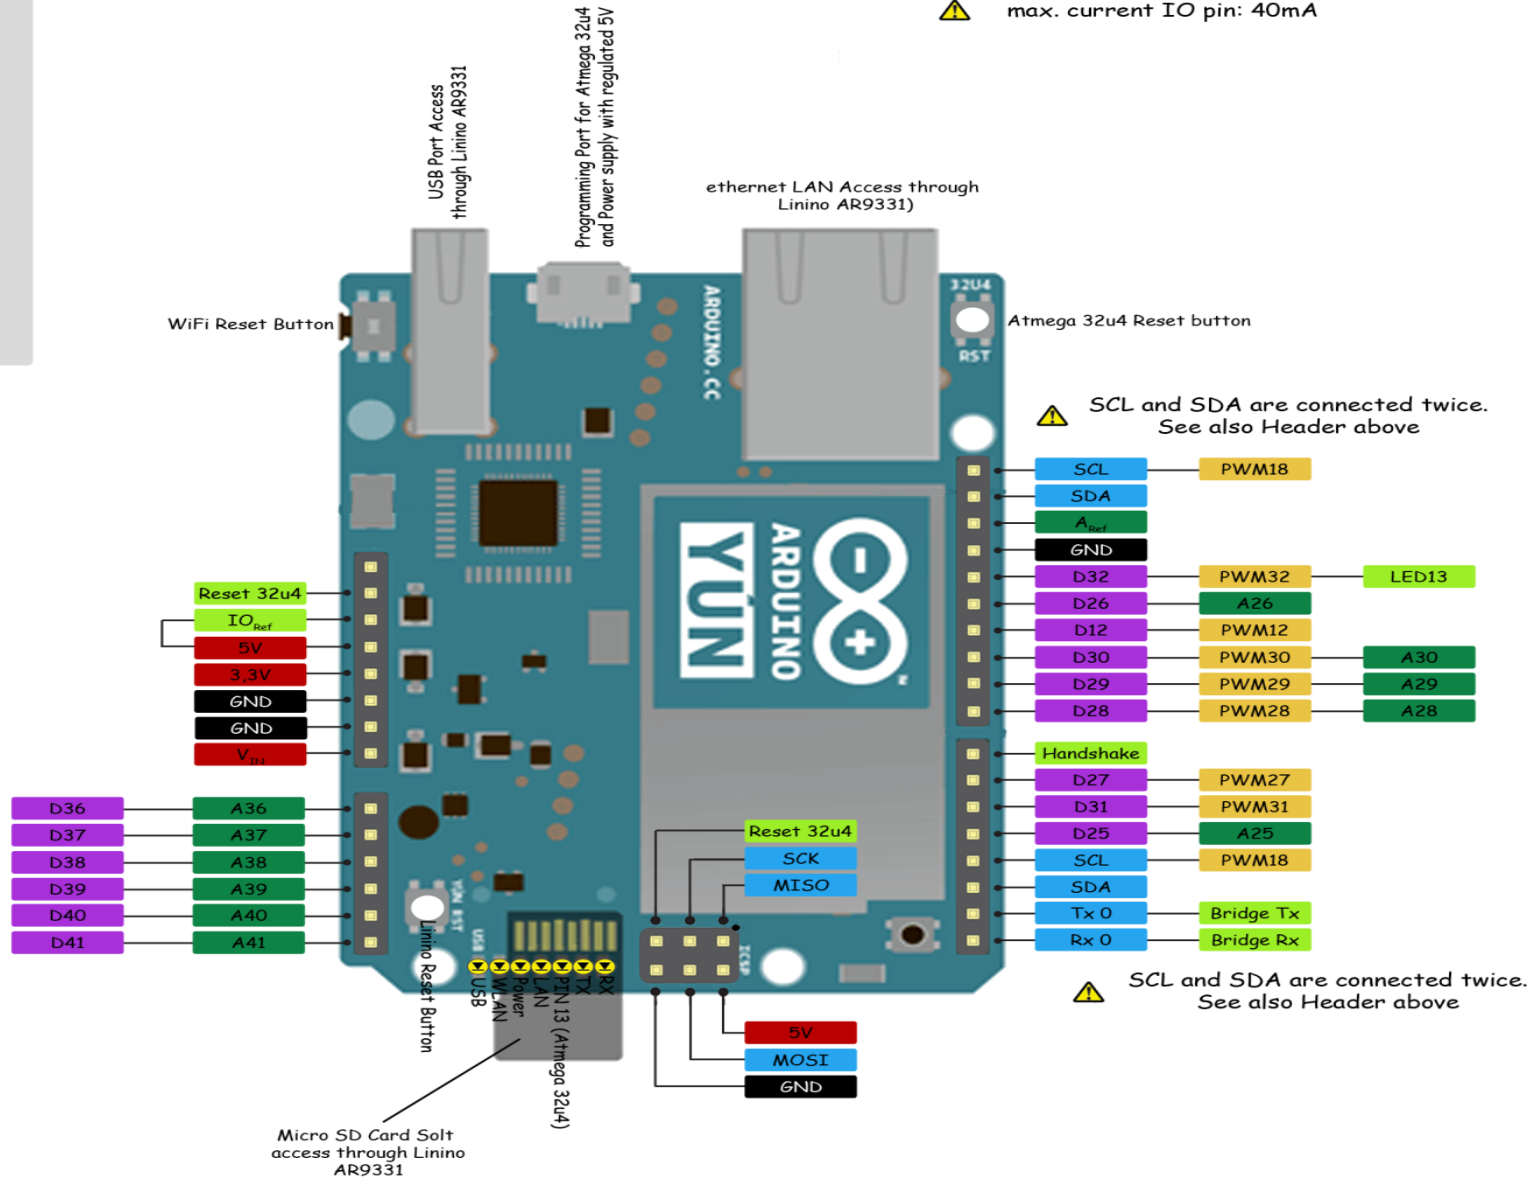 max. current IO pin: 40mA
Programming Port for Atmega 32u4
and Power supply with regulated 5V
USB Port Access
through Linino AR9331
ethernet LAN Access through
Linino AR9331)
WiFi Reset Button
ARDUINO.CC
32U4
RST
Atmega 32u4 Reset button
SCL and SDA are connected twice.
See also Header above
SCL PWM18
SDA
ARef
GND
D32 PWM32 LED13
D26 A26
D12 PWM12
D30 PWM30 A30
D29 PWM29 A29
D28 PWM28 A28
ARDUINO
YÚN
Reset 32u4
IORef
5V
3,3V
GND
GND
VIN
D36 A36
D37 A37
D38 A38
D39 A39
D40 A40
D41 A41
Handshake
D27 PWM27
D31 PWM31
D25 A25
SCL PWM18
SDA
Tx 0 Bridge Tx
Rx 0 Bridge Rx
SCL and SDA are connected twice.
See also Header above
Reset 32u4
SCK
MISO
ICSP
5V
MOSI
GND
YÚN RST
USB
Linino Reset Button
USB
WLAN
Power
LAN
PIN 13 (Atmega 32u4)
TX
RX
Micro SD Card Solt
access through Linino
AR9331